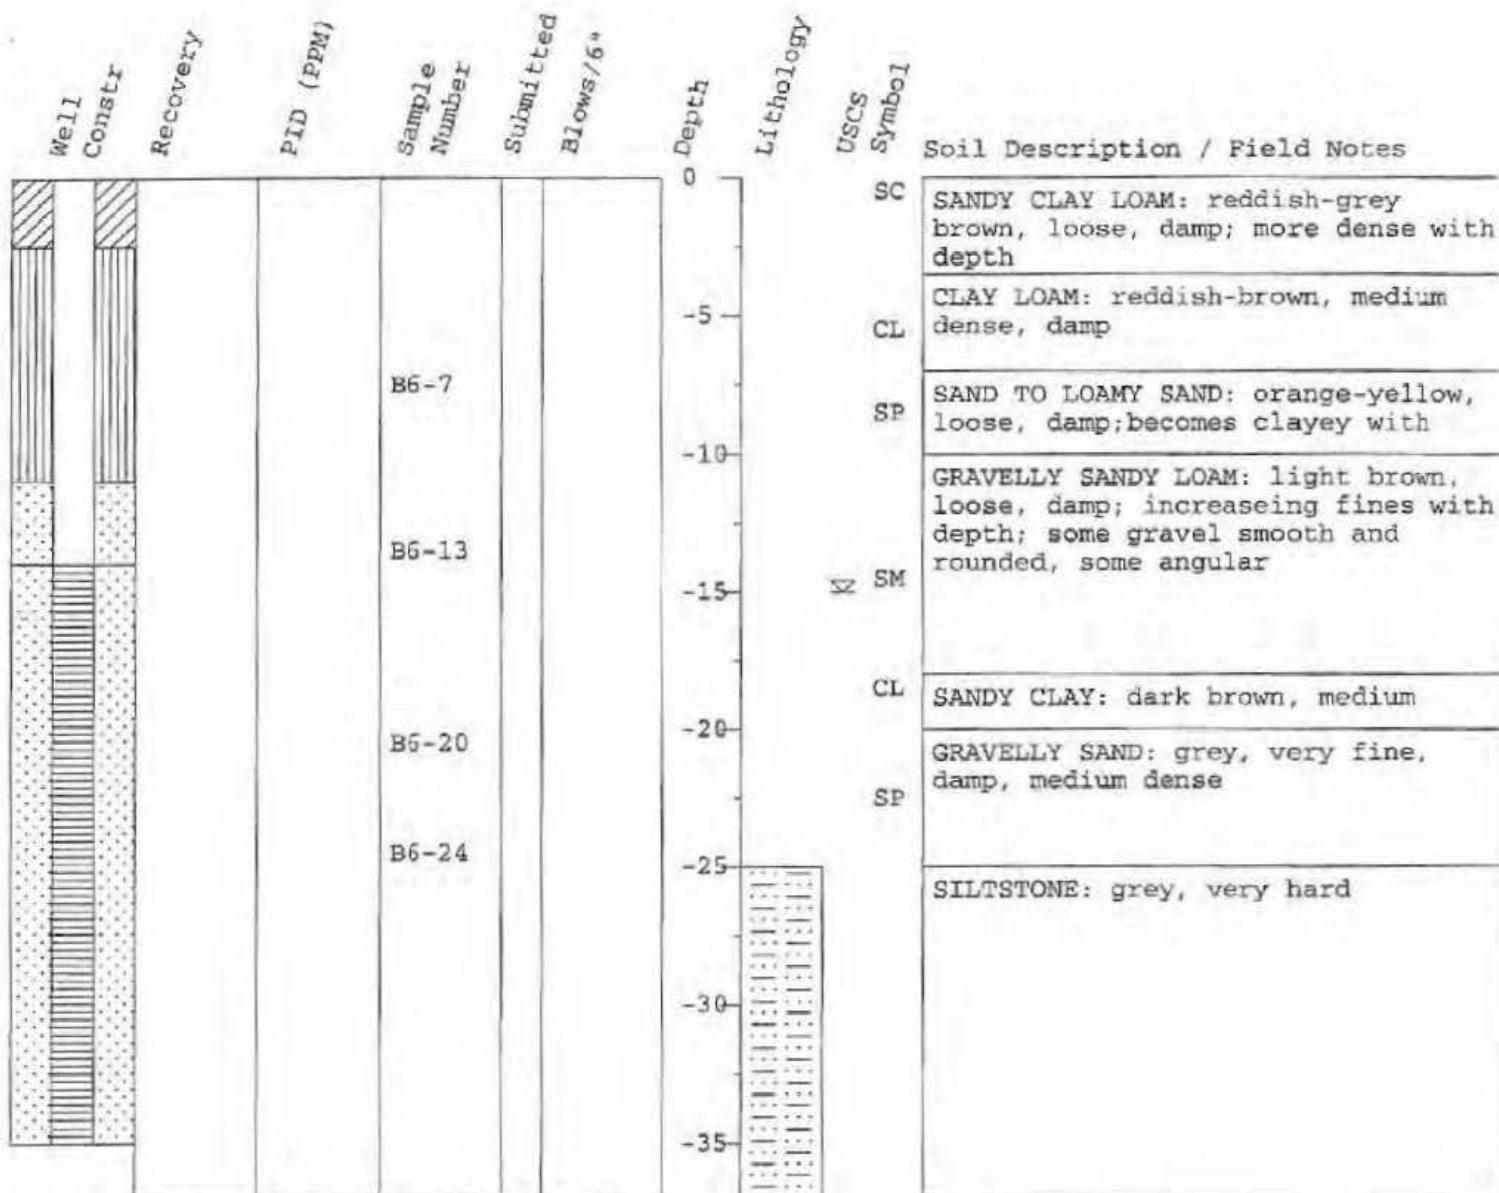 Well
Constr
Recovery
PID (PPM)
Sample
Number
Submitted
Blows/6"
Depth
Lithology
USCS
Symbol
Soil Description / Field Notes
0
SC
SANDY CLAY LOAM: reddish-grey
brown, loose, damp; more dense with
depth
-5
CL
CLAY LOAM: reddish-brown, medium
dense, damp
B6-7
SP
SAND TO LOAMY SAND: orange-yellow,
loose, damp;becomes clayey with
-10
GRAVELLY SANDY LOAM: light brown,
loose, damp; increaseing fines with
depth; some gravel smooth and
rounded, some angular
B6-13
-15
SM
CL
SANDY CLAY: dark brown, medium
-20
B6-20
GRAVELLY SAND: grey, very fine,
damp, medium dense
SP
B6-24
-25
SILTSTONE: grey, very hard
-30
-35